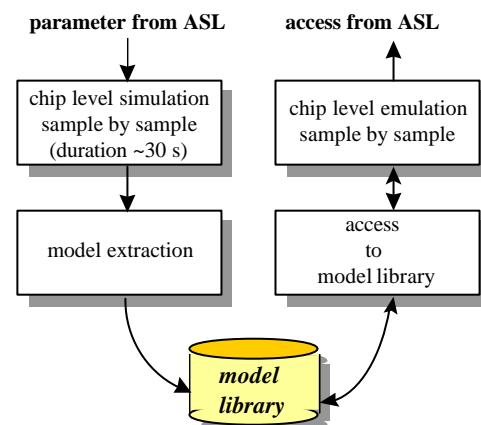 parameter from ASL
access from ASL
chip level simulation
sample by sample
(duration ~30 s)
chip level emulation
sample by sample
model extraction
access
to
model library
model
library